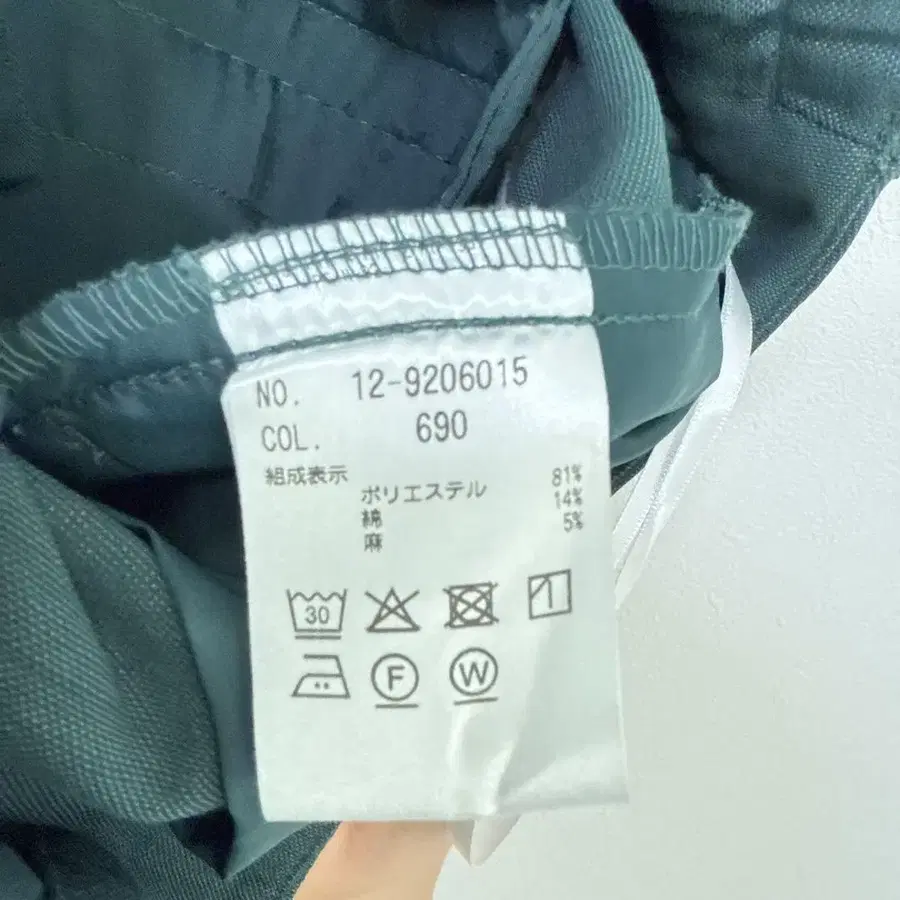 NO. 12-9206015
COL. 690
組成表示
ポリエステル 81%
綿 14%
麻 5%
30
F W